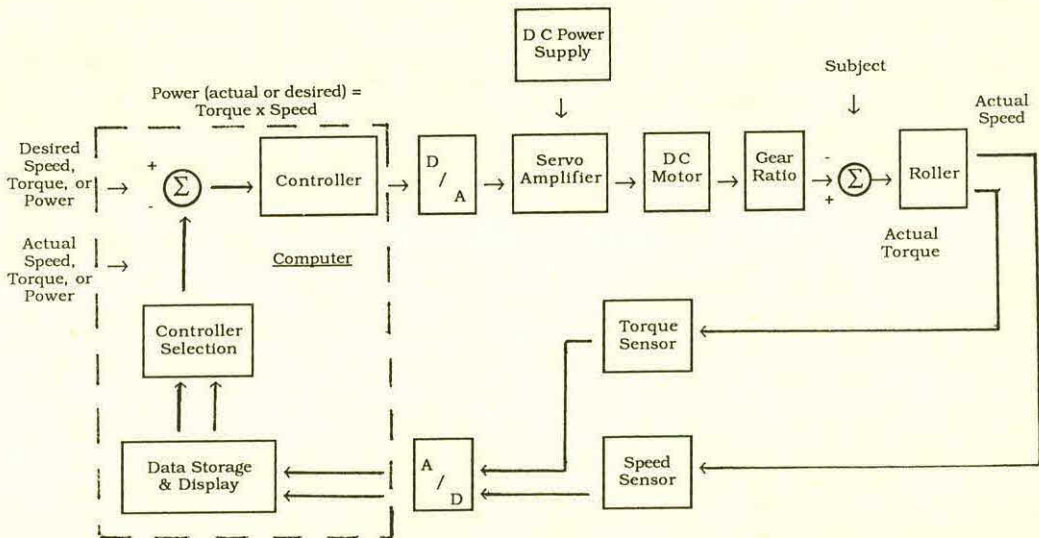 D C Power
Supply
Subject
Power (actual or desired) =
Torque x Speed
Actual
Speed
Desired
Speed,
Torque, or
Power
+
-
Σ
Controller
D
/
A
Servo
Amplifier
DC
Motor
Gear
Ratio
-
+
Σ
Roller
Actual
Torque
Actual
Speed,
Torque, or
Power
Computer
Controller
Selection
Torque
Sensor
Data Storage
& Display
A
/
D
Speed
Sensor